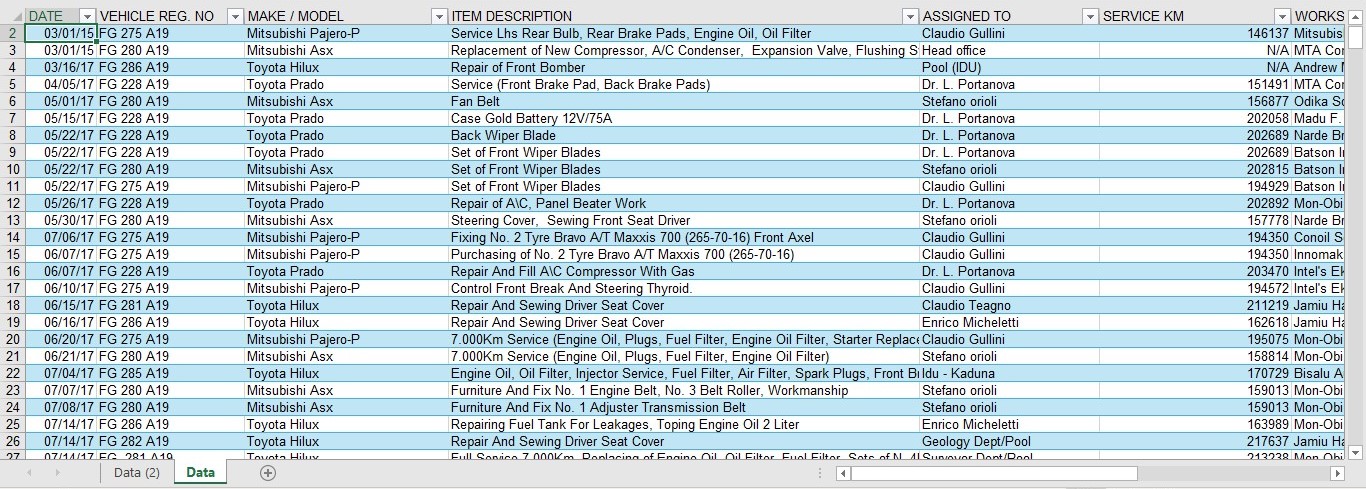 DATE VEHICLE REG. NO MAKE / MODEL ITEM DESCRIPTION ASSIGNED TO SERVICE KM WORKS
2 03/01/15 FG 275 A19 Mitsubishi Pajero-P Service Lhs Rear Bulb, Rear Brake Pads, Engine Oil, Oil Filter Claudio Gullini 146137 Mitsubis
3 03/01/15 FG 280 A19 Mitsubishi Asx Replacement of New Compressor, A/C Condenser, Expansion Valve, Flushing S Head office N/A MTA Cor
4 03/16/17 FG 286 A19 Toyota Hilux Repair of Front Bomber Pool (IDU) N/A Andrew
5 04/05/17 FG 228 A19 Toyota Prado Service (Front Brake Pad, Back Brake Pads) Dr. L. Portanova 151491 MTA Cor
6 05/01/17 FG 280 A19 Mitsubishi Asx Fan Belt Stefano orioli 156877 Odika So
7 05/15/17 FG 228 A19 Toyota Prado Case Gold Battery 12V/75A Dr. L. Portanova 202058 Madu F.
8 05/22/17 FG 228 A19 Toyota Prado Back Wiper Blade Dr. L. Portanova 202689 Narde Br
9 05/22/17 FG 228 A19 Toyota Prado Set of Front Wiper Blades Dr. L. Portanova 202689 Batson I
10 05/22/17 FG 280 A19 Mitsubishi Asx Set of Front Wiper Blades Stefano orioli 202815 Batson I
11 05/22/17 FG 275 A19 Mitsubishi Pajero-P Set of Front Wiper Blades Claudio Gullini 194929 Batson I
12 05/26/17 FG 228 A19 Toyota Prado Repair of A\C, Panel Beater Work Dr. L. Portanova 202892 Mon-Obi
13 05/30/17 FG 280 A19 Mitsubishi Asx Steering Cover, Sewing Front Seat Driver Stefano orioli 157778 Narde Br
14 07/06/17 FG 275 A19 Mitsubishi Pajero-P Fixing No. 2 Tyre Bravo A/T Maxxis 700 (265-70-16) Front Axel Claudio Gullini 194350 Conoil S
15 06/07/17 FG 275 A19 Mitsubishi Pajero-P Purchasing of No. 2 Tyre Bravo A/T Maxxis 700 (265-70-16) Claudio Gullini 194350 Innomak
16 06/07/17 FG 228 A19 Toyota Prado Repair And Fill A\C Compressor With Gas Dr. L. Portanova 203470 Intel's Ek
17 06/10/17 FG 275 A19 Mitsubishi Pajero-P Control Front Break And Steering Thyroid. Claudio Gullini 194572 Intel's Ek
18 06/15/17 FG 281 A19 Toyota Hilux Repair And Sewing Driver Seat Cover Claudio Teagno 211219 Jamiu Ha
19 06/16/17 FG 286 A19 Toyota Hilux Repair And Sewing Driver Seat Cover Enrico Micheletti 162618 Jamiu Ha
20 06/20/17 FG 275 A19 Mitsubishi Pajero-P 7.000Km Service (Engine Oil, Plugs, Fuel Filter, Engine Oil Filter, Starter Replace Claudio Gullini 195075 Mon-Obi
21 06/21/17 FG 280 A19 Mitsubishi Asx 7.000Km Service (Engine Oil, Plugs, Fuel Filter, Engine Oil Filter) Stefano orioli 158814 Mon-Obi
22 07/04/17 FG 285 A19 Toyota Hilux Engine Oil, Oil Filter, Injector Service, Fuel Filter, Air Filter, Spark Plugs, Front B Idu - Kaduna 170729 Bisalu A
23 07/07/17 FG 280 A19 Mitsubishi Asx Furniture And Fix No. 1 Engine Belt, No. 3 Belt Roller, Workmanship Stefano orioli 159013 Mon-Obi
24 07/08/17 FG 280 A19 Mitsubishi Asx Furniture And Fix No. 1 Adjuster Transmission Belt Stefano orioli 159013 Mon-Obi
25 07/14/17 FG 286 A19 Toyota Hilux Repairing Fuel Tank For Leakages, Toping Engine Oil 2 Liter Enrico Micheletti 163989 Mon-Obi
26 07/14/17 FG 282 A19 Toyota Hilux Repair And Sewing Driver Seat Cover Geology Dept/Pool 217637 Jamiu Ha
27 07/14/17 FG 281 A19 Toyota Hilux Full Service 7.000Km, Replacing of Engine Oil, Oil Filter, Fuel Filter, Sets of N. Surveyor Dept/Pool 213238 Mon-Obi
Data (2) Data